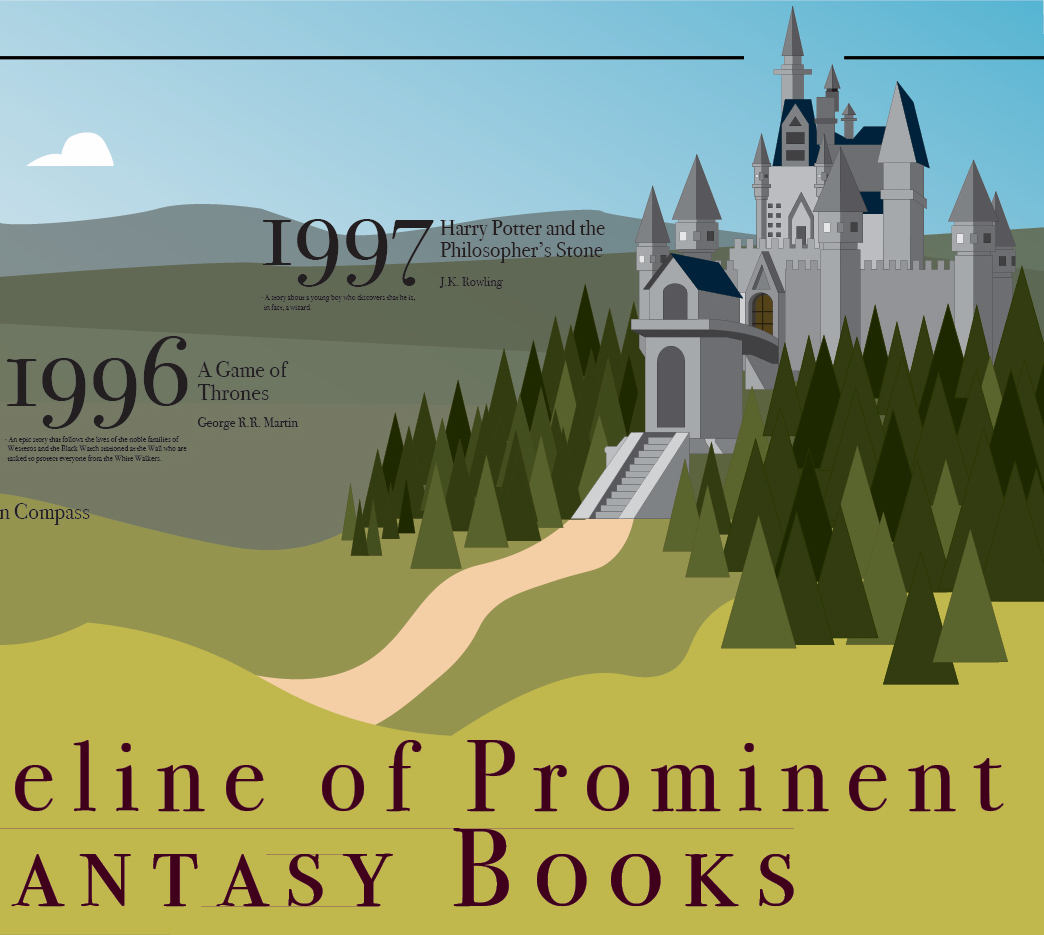 1997
Harry Potter and the
Philosopher's Stone
J.K. Rowling
- A story about a young boy who discovers that he is,
in fact, a wizard.
1996
A Game of
Thrones
George R.R. Martin
- An epic story that follows the lives of the noble families of
Westeros and the Black Watch stationed at the Wall who are
tasked to protect everyone from the White Walkers.
n Compass
eline of Prominent
antasy Books